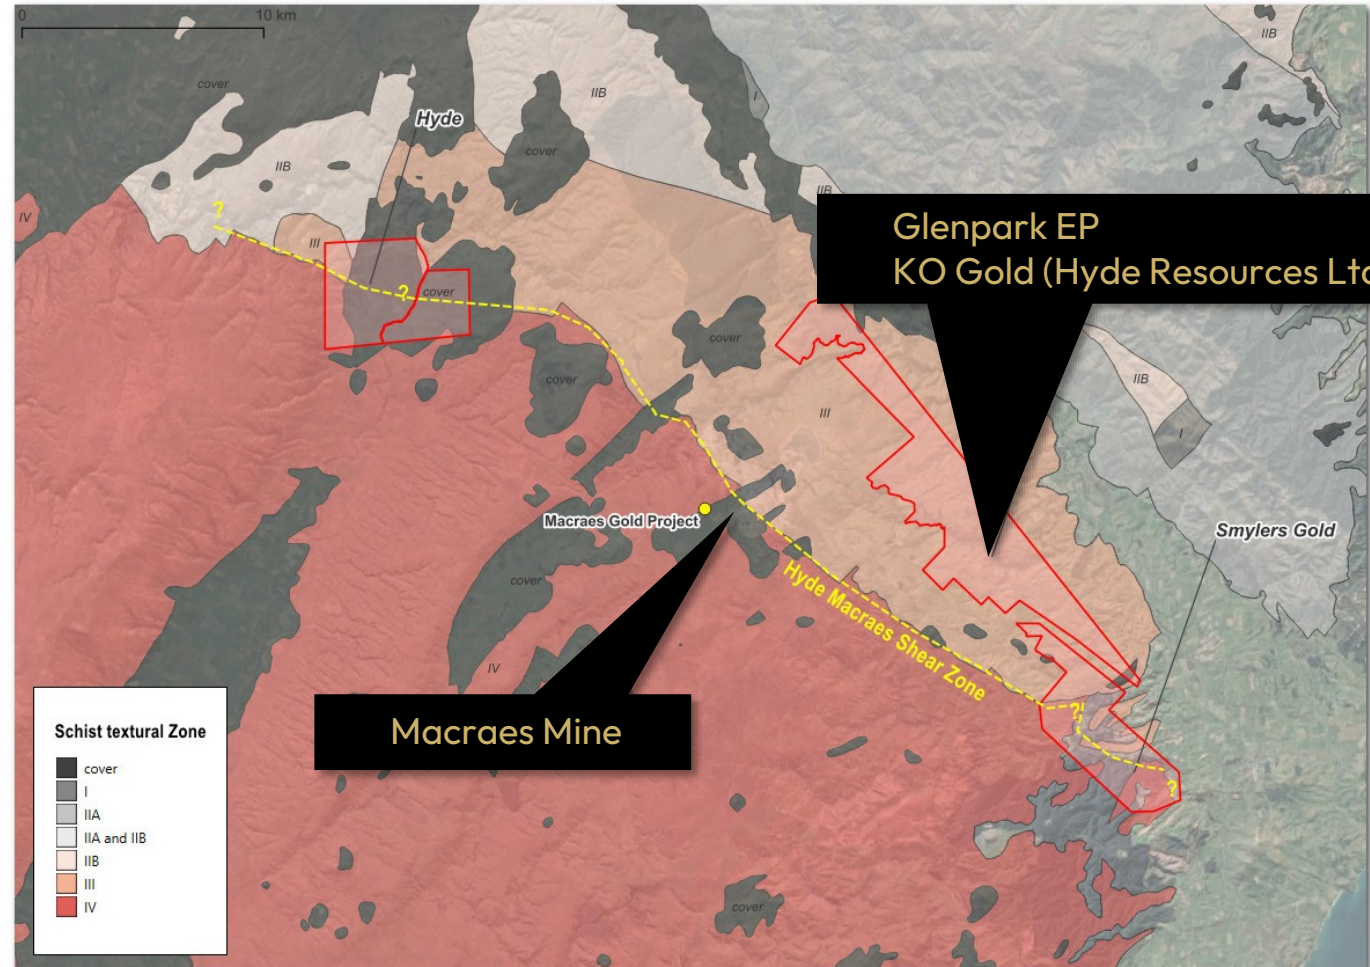 0 10 km
cover
Hyde
IIB
I
IIB
cover
IIB
IIB
IV
?
III
?
cover
Glenpark EP
KO Gold (Hyde Resources Ltd
cover
cover
IIB
III
I
Macraes Gold Project
Smylers Gold
cover
Hyde Macraes Shear Zone
IV
Macraes Mine
?
?
cover
Schist textural Zone
cover
I
IIA
IIA and IIB
IIB
III
IV